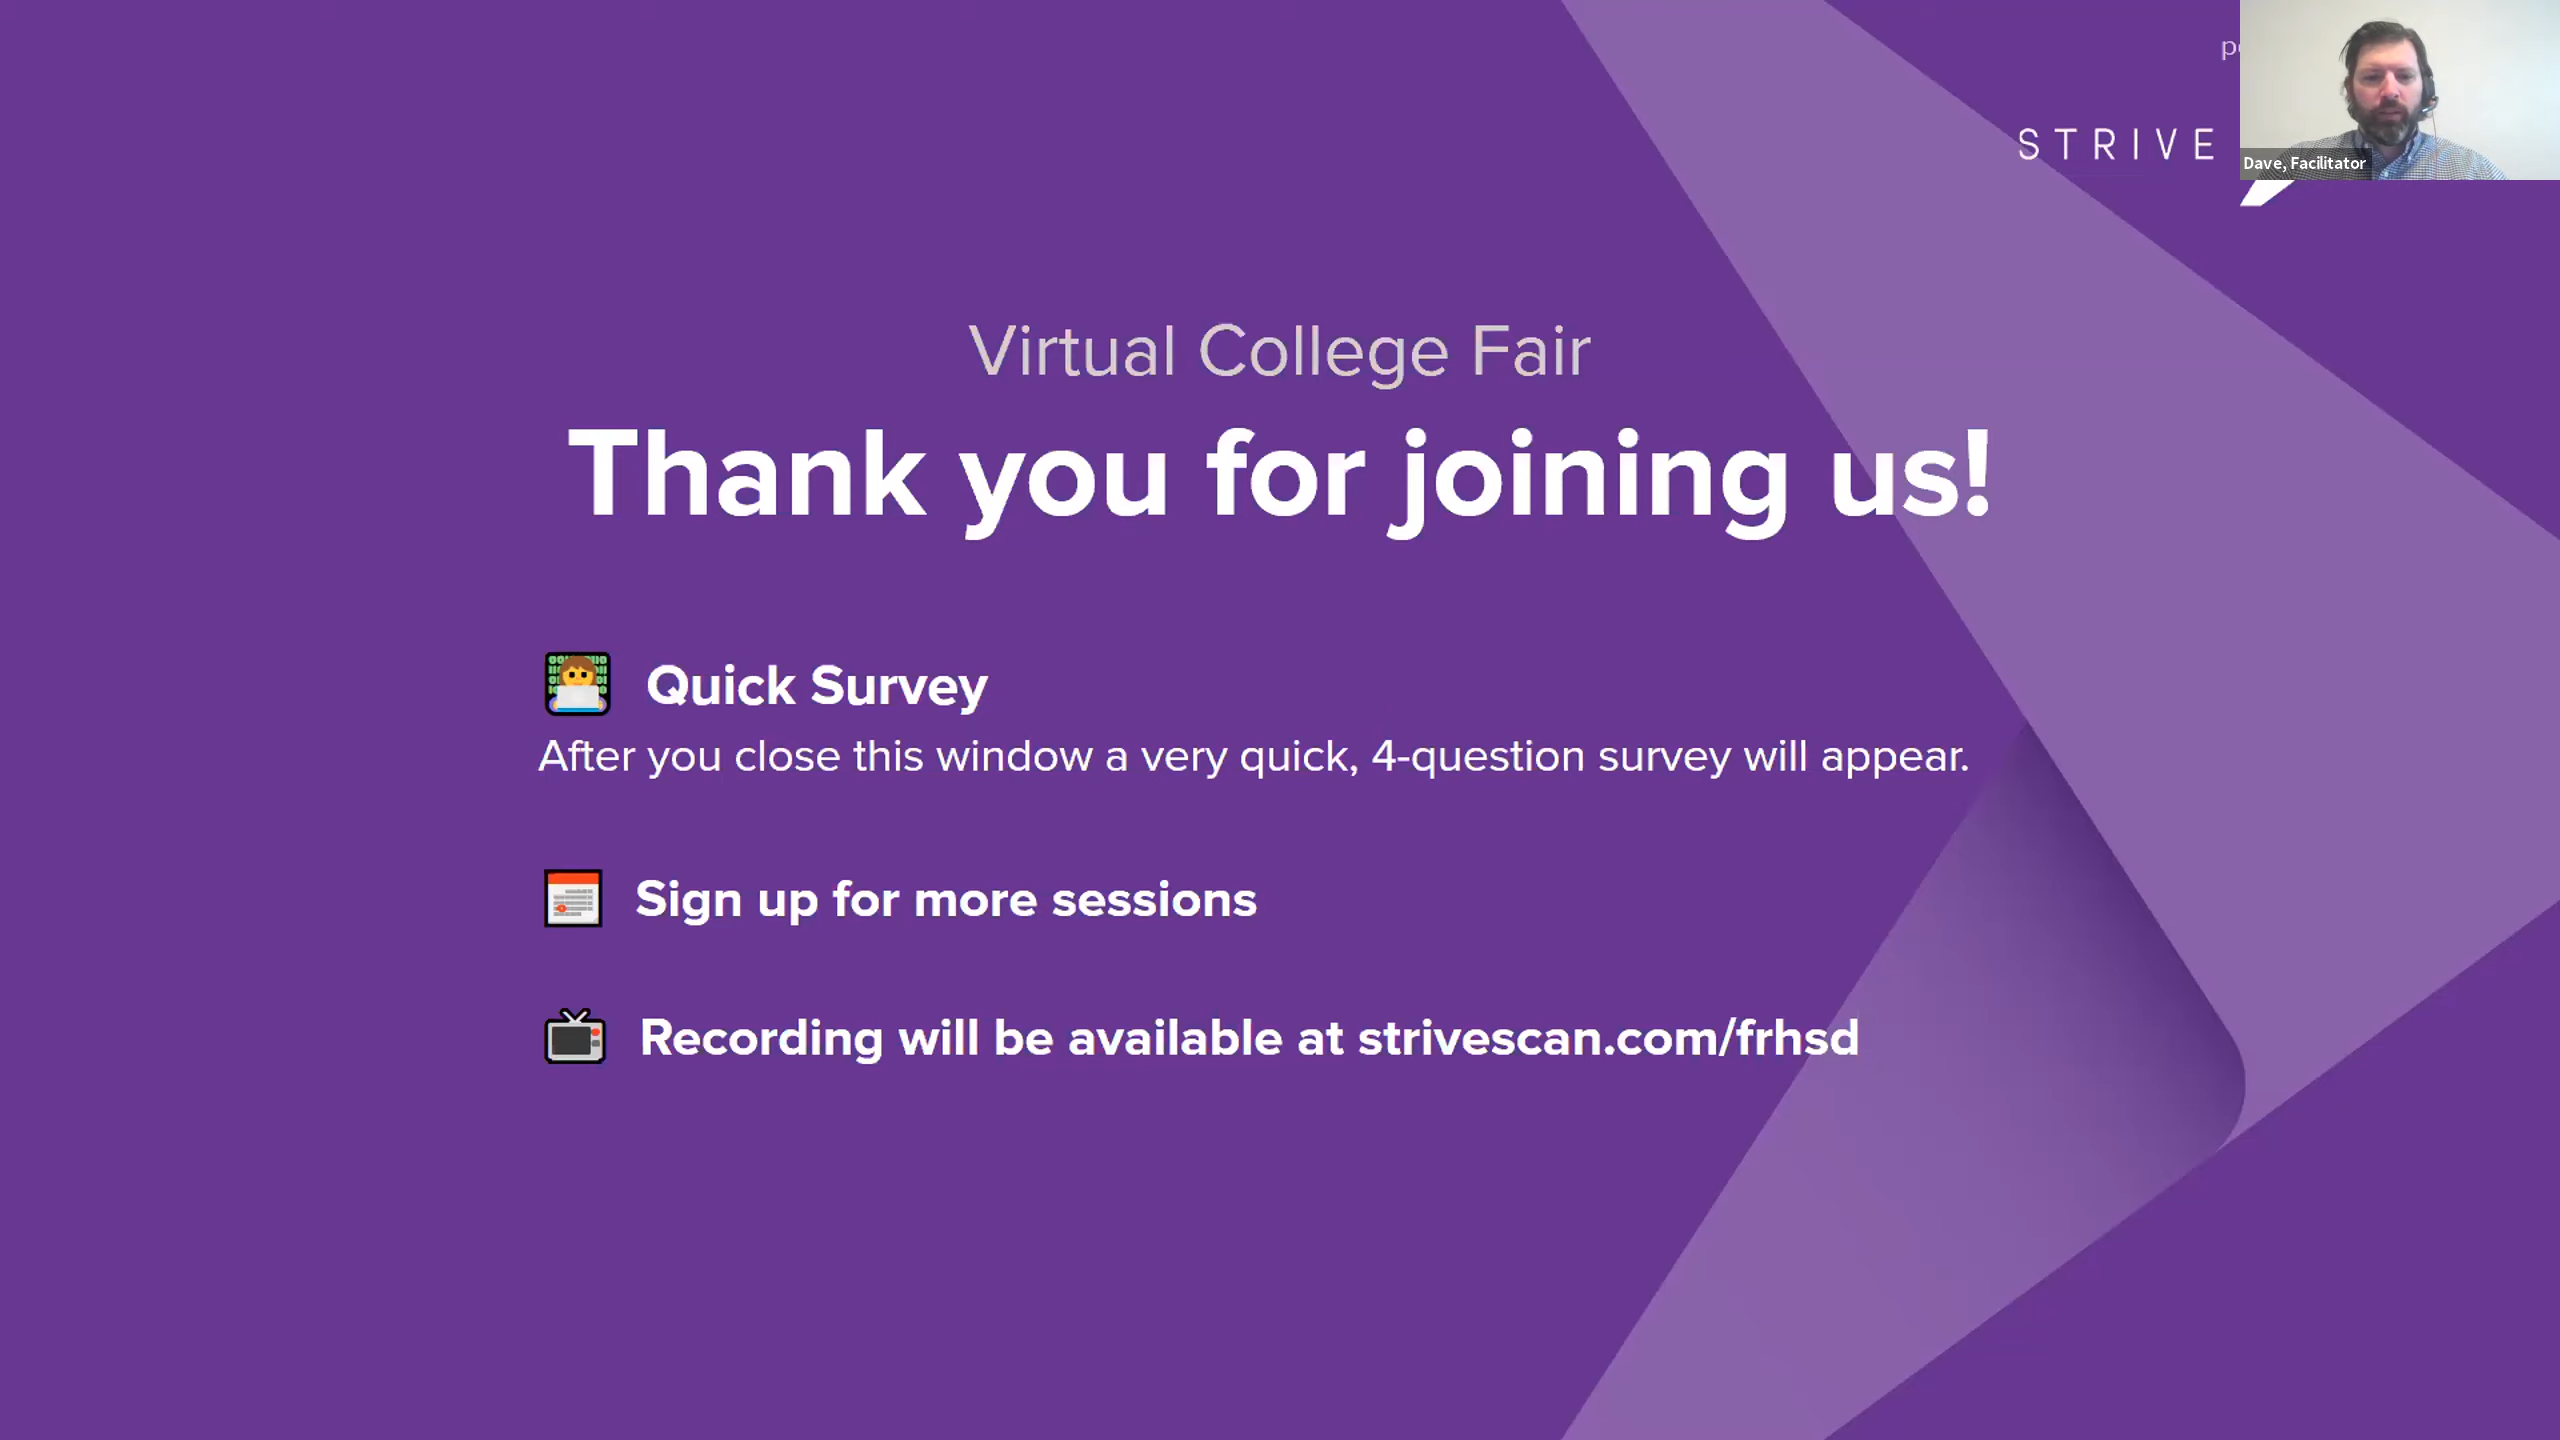 STRIVE
Dave, Facilitator
Virtual College Fair
Thank you for joining us!
Quick Survey
After you close this window a very quick, 4-question survey will appear.
Sign up for more sessions
Recording will be available at strivescan.com/frhsd